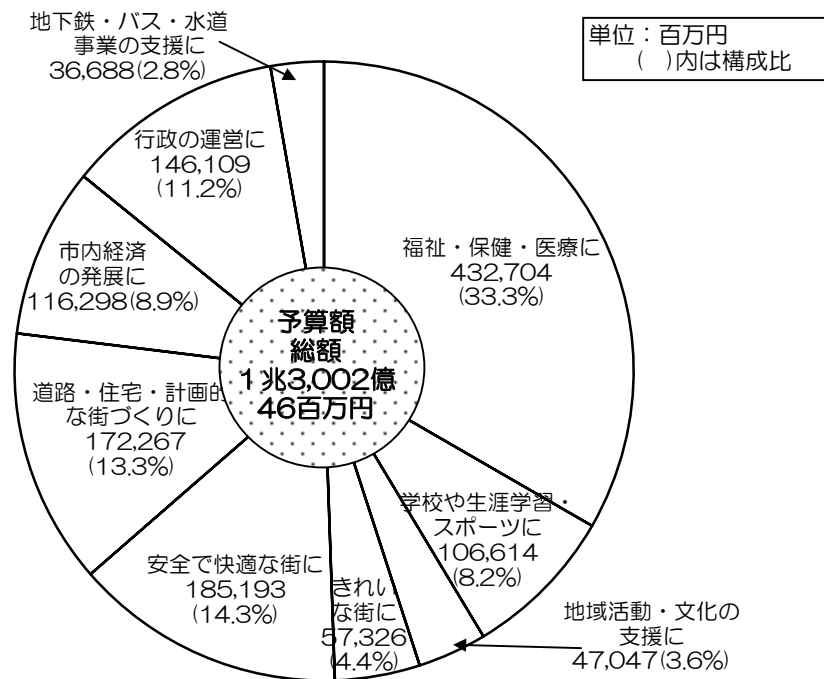 地下鉄・バス・水道
事業の支援に
36,688(2.8%)
単位：百万円
(　)内は構成比
行政の運営に
146,109
(11.2%)
福祉・保健・医療に
432,704
(33.3%)
市内経済
の発展に
116,298(8.9%)
予算額
総額
1兆3,002億
46百万円
道路・住宅・計画的
な街づくりに
172,267
(13.3%)
学校や生涯学習・
スポーツに
106,614
(8.2%)
安全で快適な街に
185,193
(14.3%)
きれい
な街に
57,326
(4.4%)
地域活動・文化の
支援に
47,047(3.6%)